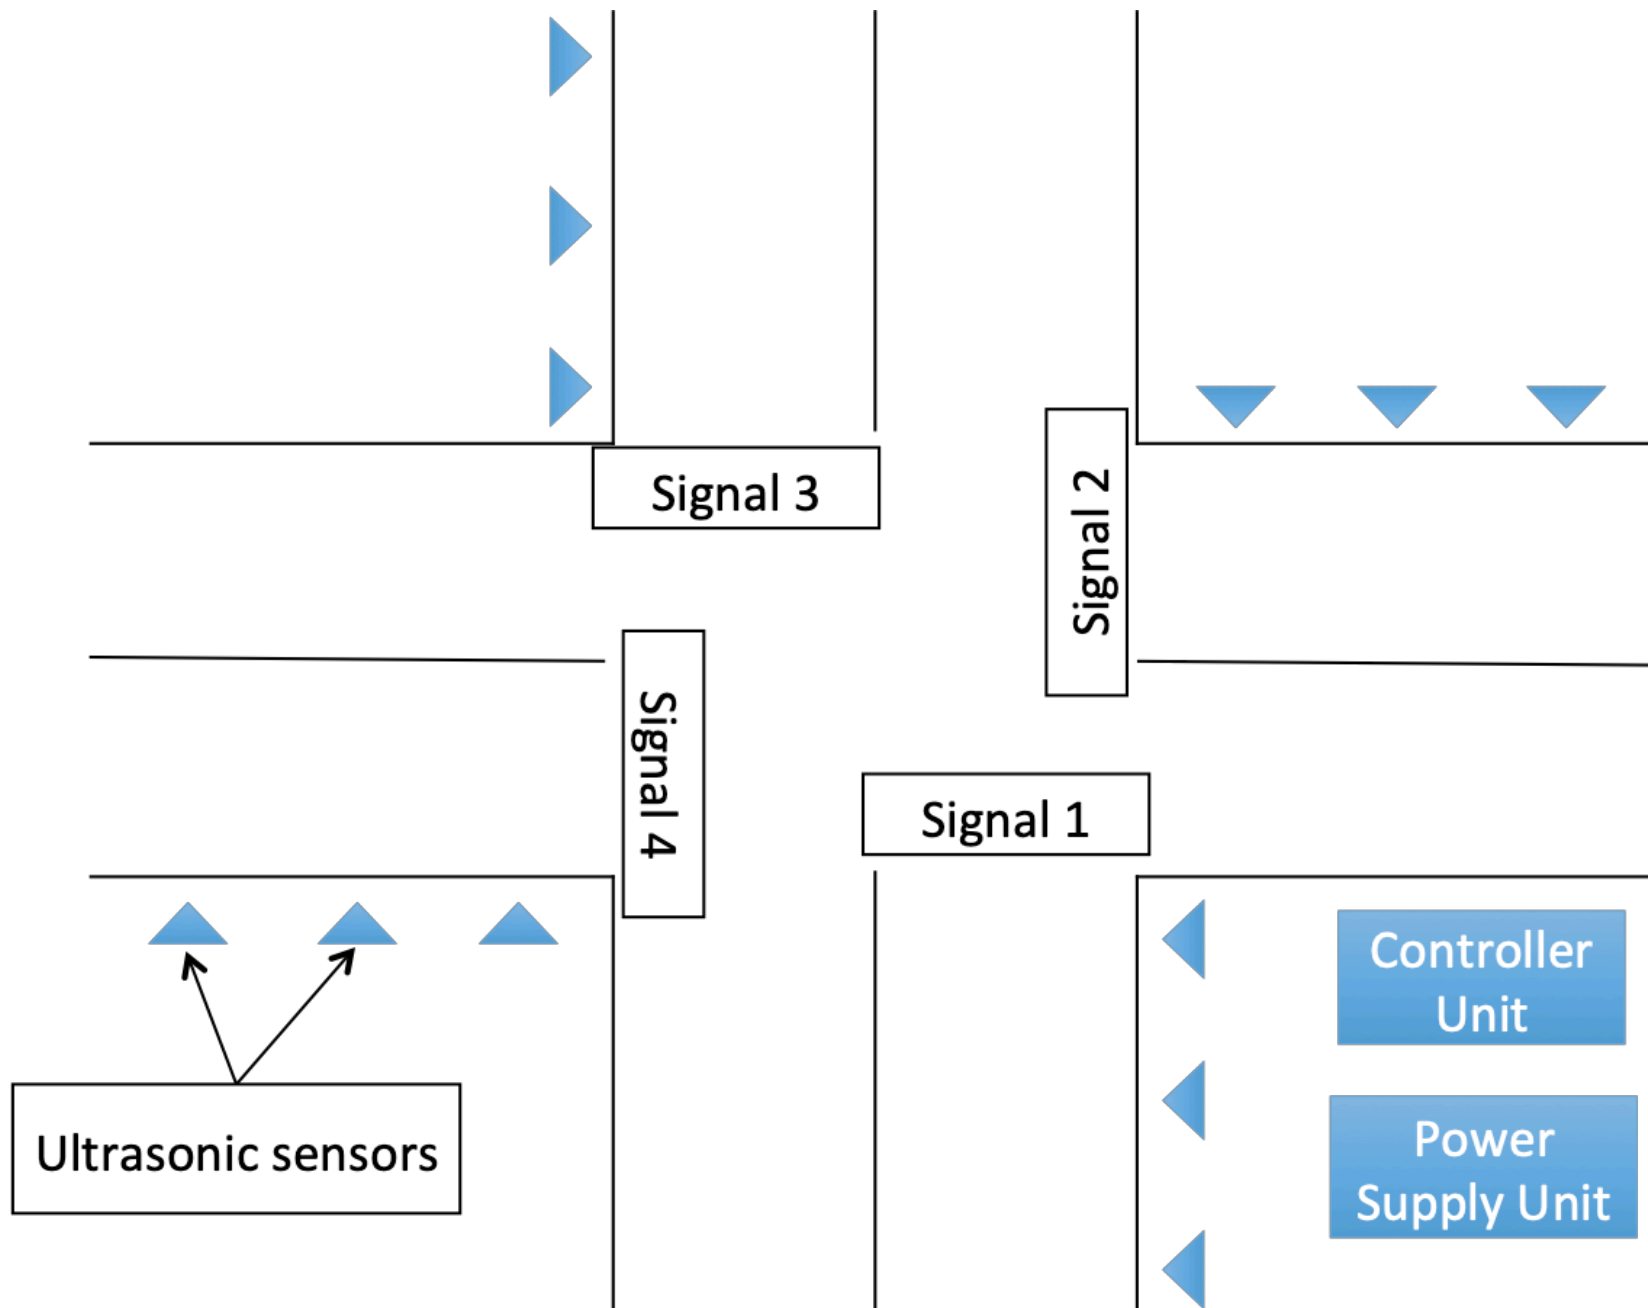 Signal 3
Signal 2
Signal 4
Signal 1
Controller
Unit
Ultrasonic sensors
Power
Supply Unit